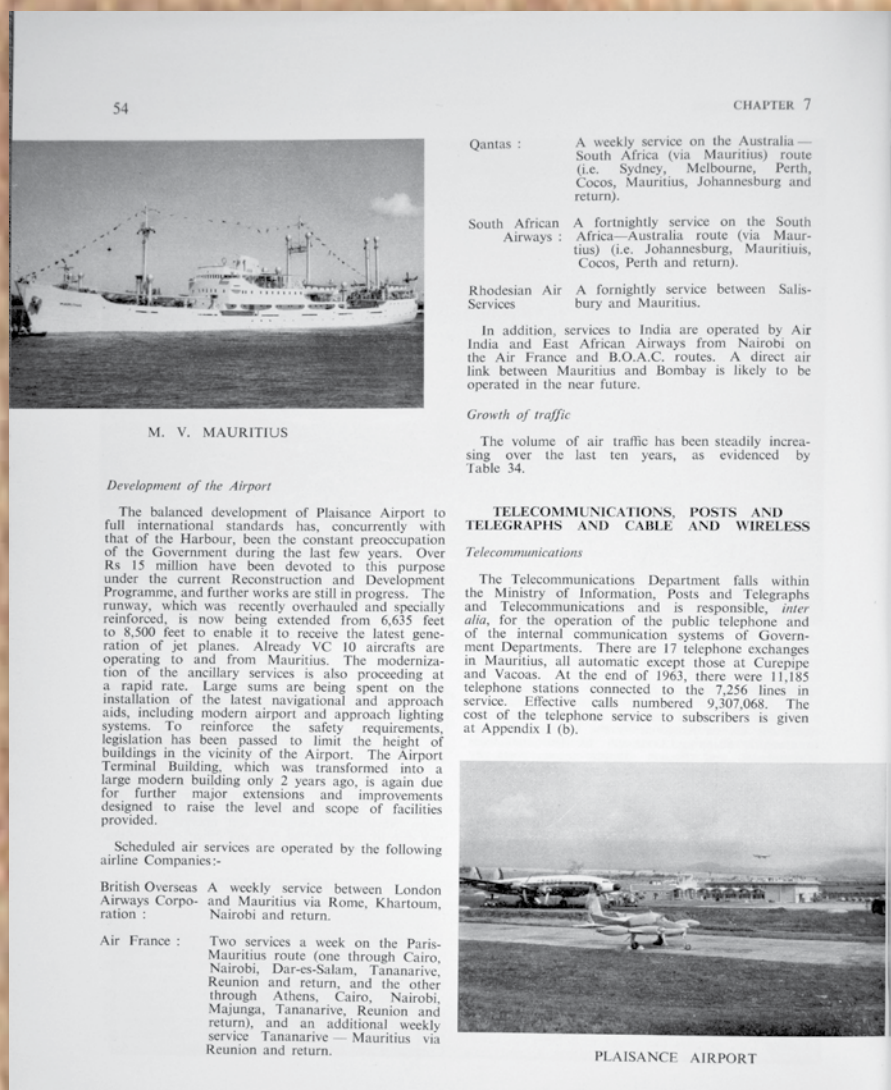 54
CHAPTER 7
M. V. MAURITIUS
Development of the Airport
The balanced development of Plaisance Airport to
full international standards has, concurrently with
that of the Harbour, been the constant preoccupation
of the Government during the last few years. Over
Rs 15 million have been devoted to this purpose
under the current Reconstruction and Development
Programme, and further works are still in progress. The
runway, which was recently overhauled and specially
reinforced, is now being extended from 6,635 feet
to 8,500 feet to enable it to receive the latest gene-
ration of jet planes. Already VC 10 aircrafts are
operating to and from Mauritius. The moderniza-
tion of the ancillary services is also proceeding at
a rapid rate. Large sums are being spent on the
installation of the latest navigational and approach
aids, including modern airport and approach lighting
systems. To reinforce the safety requirements,
legislation has been passed to limit the height of
buildings in the vicinity of the Airport. The Airport
Terminal Building, which was transformed into a
large modern building only 2 years ago, is again due
for further major extensions and improvements
designed to raise the level and scope of facilities
provided.
Scheduled air services are operated by the following
airline Companies:-
British Overseas A weekly service between London
Airways Corpo- and Mauritius via Rome, Khartoum,
ration : Nairobi and return.
Air France : Two services a week on the Paris-
Mauritius route (one through Cairo,
Nairobi, Dar-es-Salam, Tananarive,
Reunion and return, and the other
through Athens, Cairo, Nairobi,
Majunga, Tananarive, Reunion and
return), and an additional weekly
service Tananarive — Mauritius via
Reunion and return.
Qantas : A weekly service on the Australia —
South Africa (via Mauritius) route
(i.e. Sydney, Melbourne, Perth,
Cocos, Mauritius, Johannesburg and
return).
South African A fortnightly service on the South
Airways : Africa—Australia route (via Maur-
tius) (i.e. Johannesburg, Mauritiuis,
Cocos, Perth and return).
Rhodesian Air A fornightly service between Salis-
Services bury and Mauritius.
In addition, services to India are operated by Air
India and East African Airways from Nairobi on
the Air France and B.O.A.C. routes. A direct air
link between Mauritius and Bombay is likely to be
operated in the near future.
Growth of traffic
The volume of air traffic has been steadily increa-
sing over the last ten years, as evidenced by
Table 34.
TELECOMMUNICATIONS, POSTS AND
TELEGRAPHS AND CABLE AND WIRELESS
Telecommunications
The Telecommunications Department falls within
the Ministry of Information, Posts and Telegraphs
and Telecommunications and is responsible, inter
alia, for the operation of the public telephone and
of the internal communication systems of Govern-
ment Departments. There are 17 telephone exchanges
in Mauritius, all automatic except those at Curepipe
and Vacoas. At the end of 1963, there were 11,185
telephone stations connected to the 7,256 lines in
service. Effective calls numbered 9,307,068. The
cost of the telephone service to subscribers is given
at Appendix I (b).
PLAISANCE AIRPORT